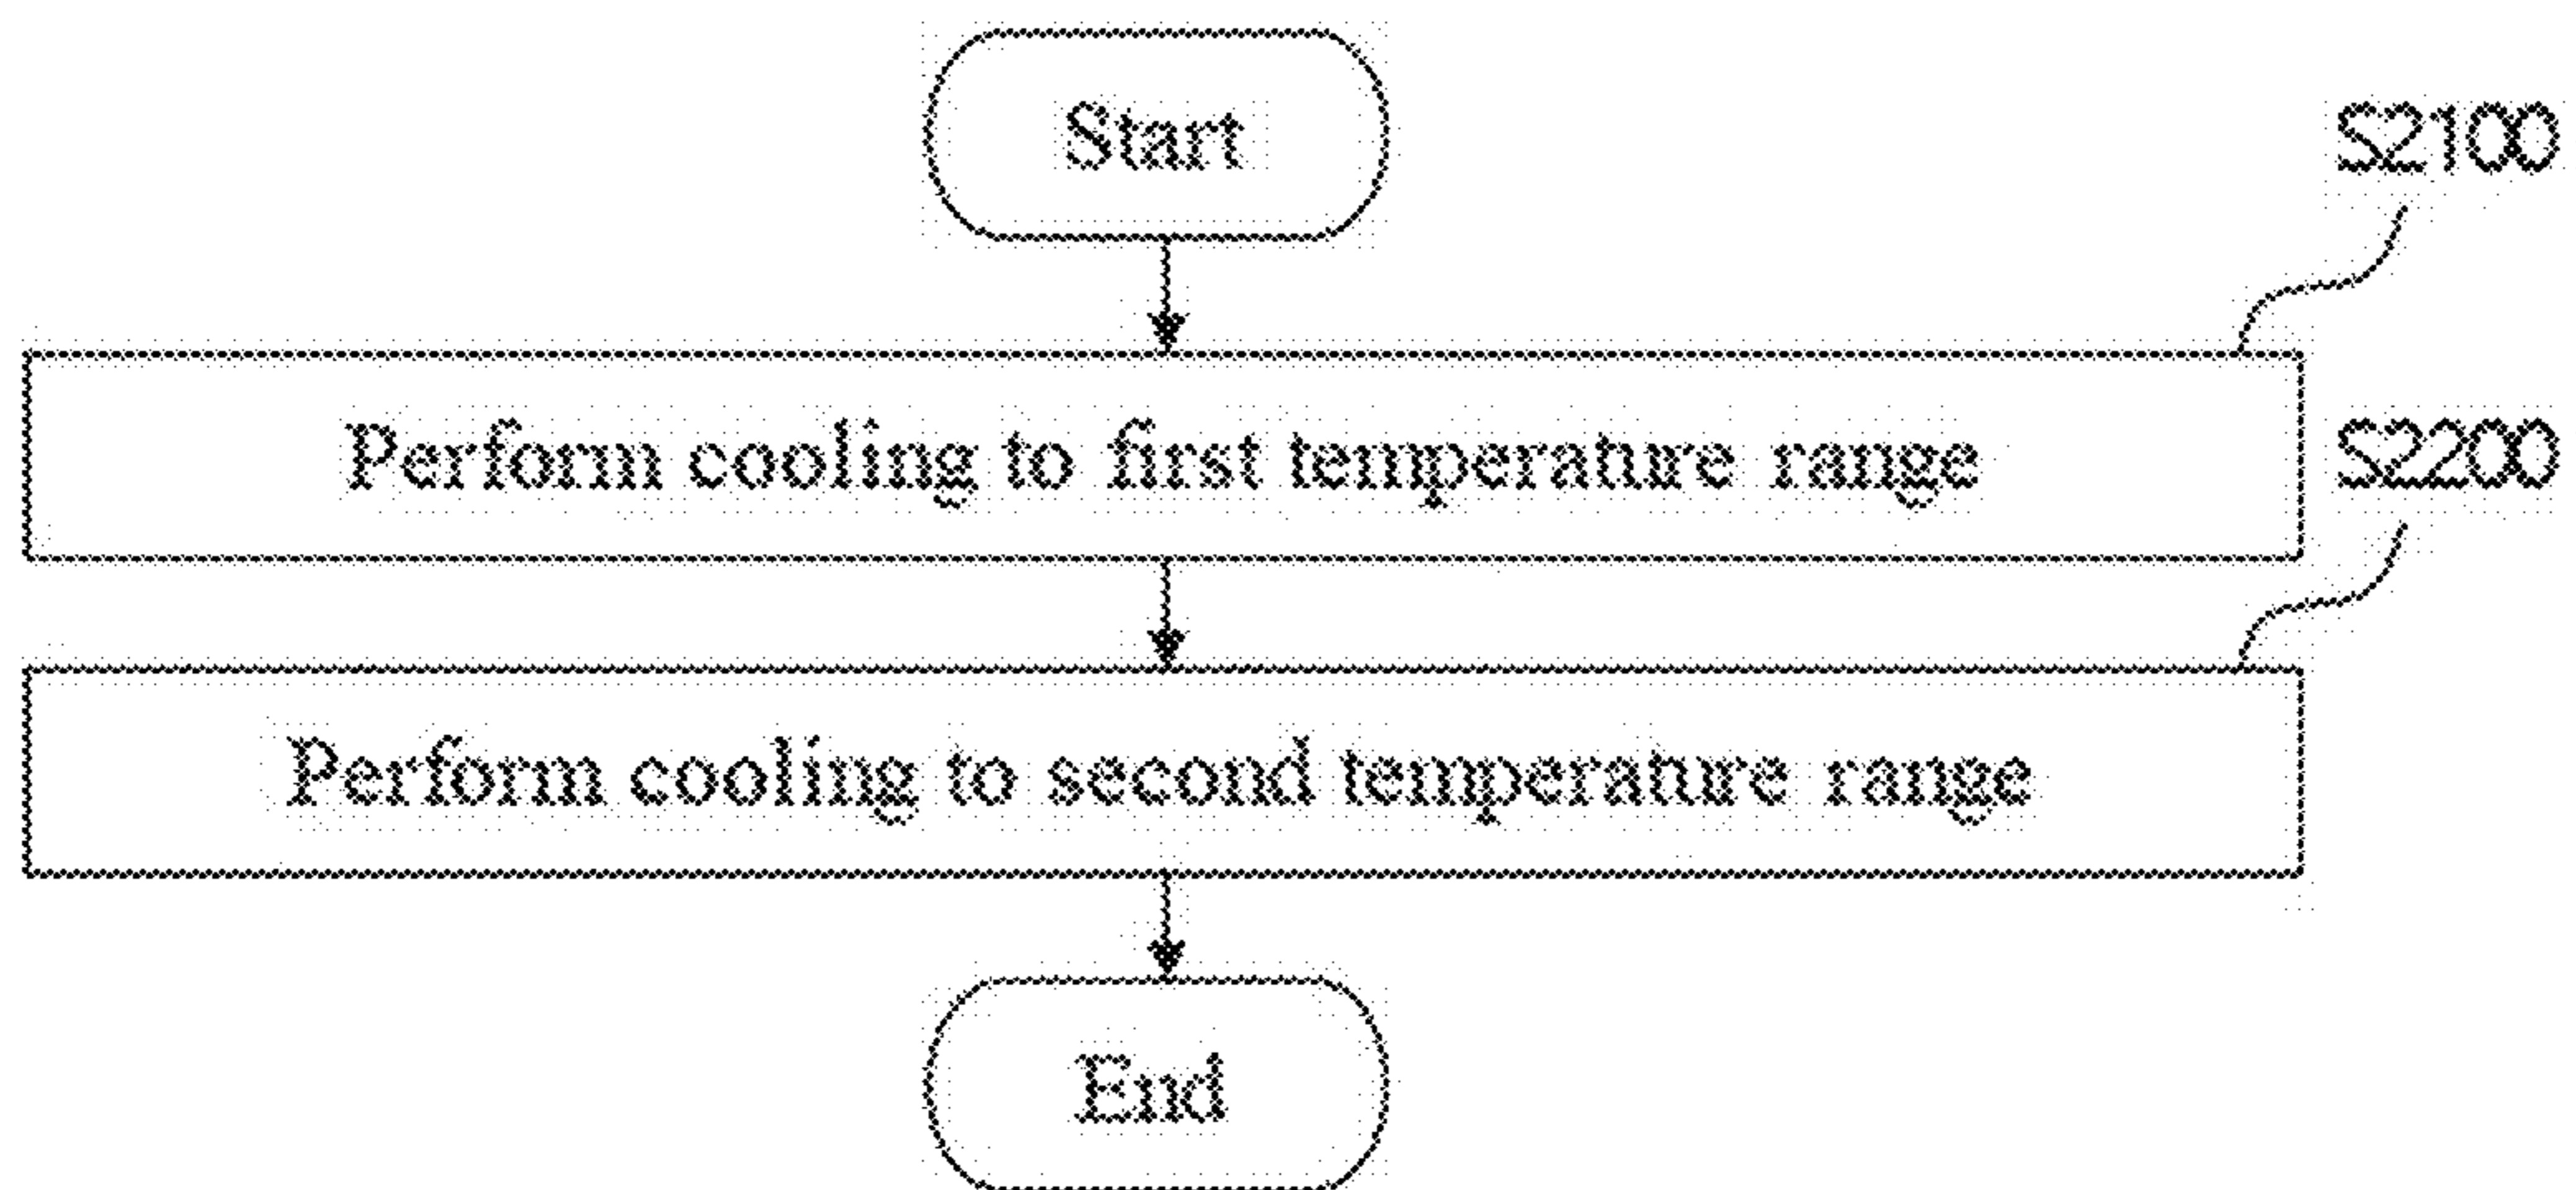 Start
S2100
Perform cooling to first temperature range
S2200
Perform cooling to second temperature range
End